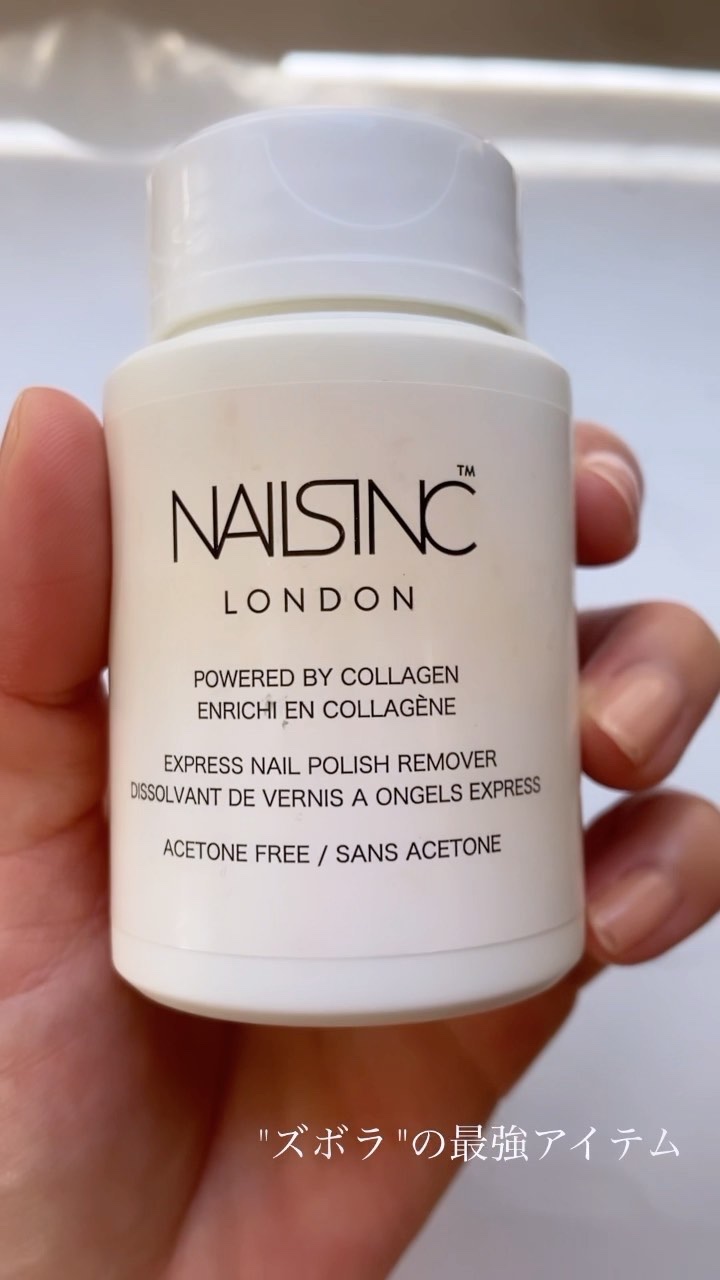 NAILSINC™
LONDON
POWERED BY COLLAGEN
ENRICHI EN COLLAGÈNE
EXPRESS NAIL POLISH REMOVER
DISSOLVANT DE VERNIS A ONGELS EXPRESS
ACETONE FREE / SANS ACETONE
"ズボラ"の最強アイテム